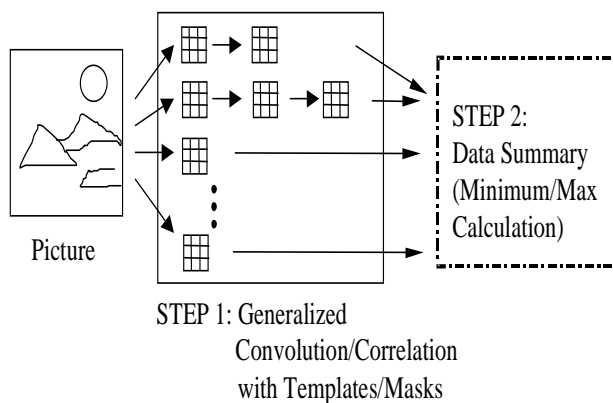 Picture
STEP 1: Generalized
Convolution/Correlation
with Templates/Masks
STEP 2:
Data Summary
(Minimum/Max
Calculation)